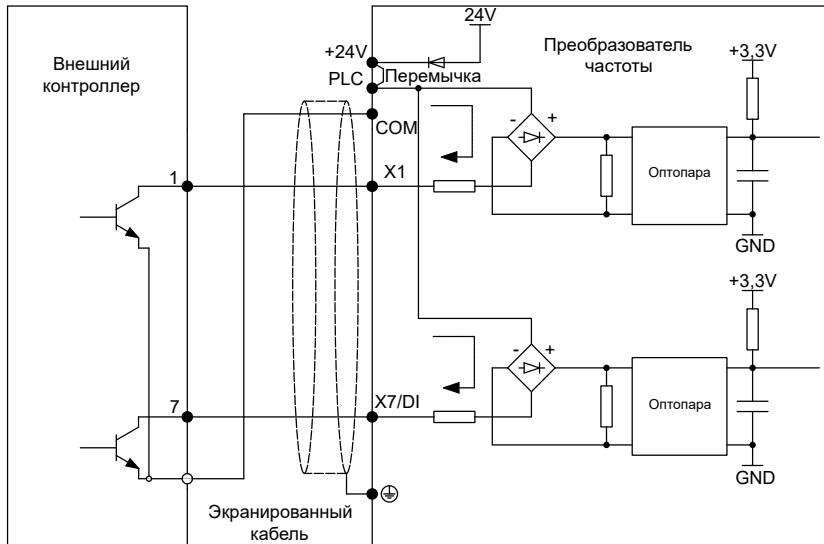 Внешний
контроллер
24V
+24V
PLC
Перемычка
COM
Преобразователь
частоты
+3,3V
- +
1
X1
Оптопара
GND
+3,3V
- +
7
X7/DI
Оптопара
GND
Экранированный
кабель